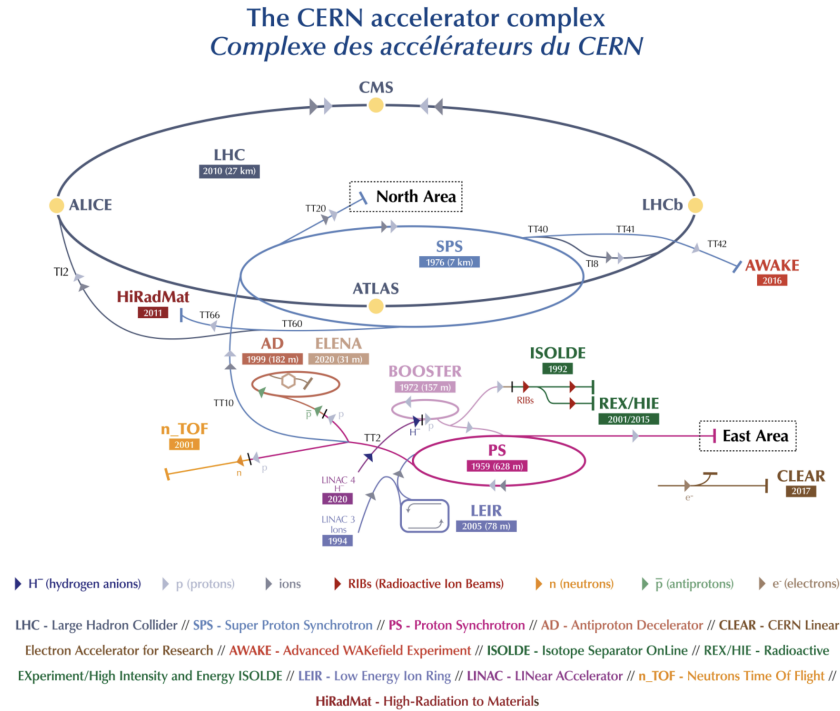 The CERN accelerator complex
Complexe des accélérateurs du CERN
CMS
LHC
2010 (27 km)
ALICE
TT20
North Area
LHCb
SPS
1976 (7 km)
TT40
TT41
TI8
TT42
AWAKE
2016
TI2
HiRadMat
2011
TT66
TT60
ATLAS
AD
1999 (182 m)
ELENA
2020 (31 m)
BOOSTER
1972 (157 m)
ISOLDE
1992
RIBs
REX/HIE
2001/2015
TT10
p̅
p
TT2
H⁻
p
n_TOF
2001
n
p
PS
1959 (628 m)
East Area
LINAC 4
H⁻
2020
LINAC 3
Ions
1994
LEIR
2005 (78 m)
e⁻
CLEAR
2017
H⁻ (hydrogen anions)
p (protons)
ions
RIBs (Radioactive Ion Beams)
n (neutrons)
p̅ (antiprotons)
e⁻ (electrons)
LHC - Large Hadron Collider // SPS - Super Proton Synchrotron // PS - Proton Synchrotron // AD - Antiproton Decelerator // CLEAR - CERN Linear
Electron Accelerator for Research // AWAKE - Advanced WAKefield Experiment // ISOLDE - Isotope Separator OnLine // REX/HIE - Radioactive
EXperiment/High Intensity and Energy ISOLDE // LEIR - Low Energy Ion Ring // LINAC - LINear ACcelerator // n_TOF - Neutrons Time Of Flight //
HiRadMat - High-Radiation to Materials